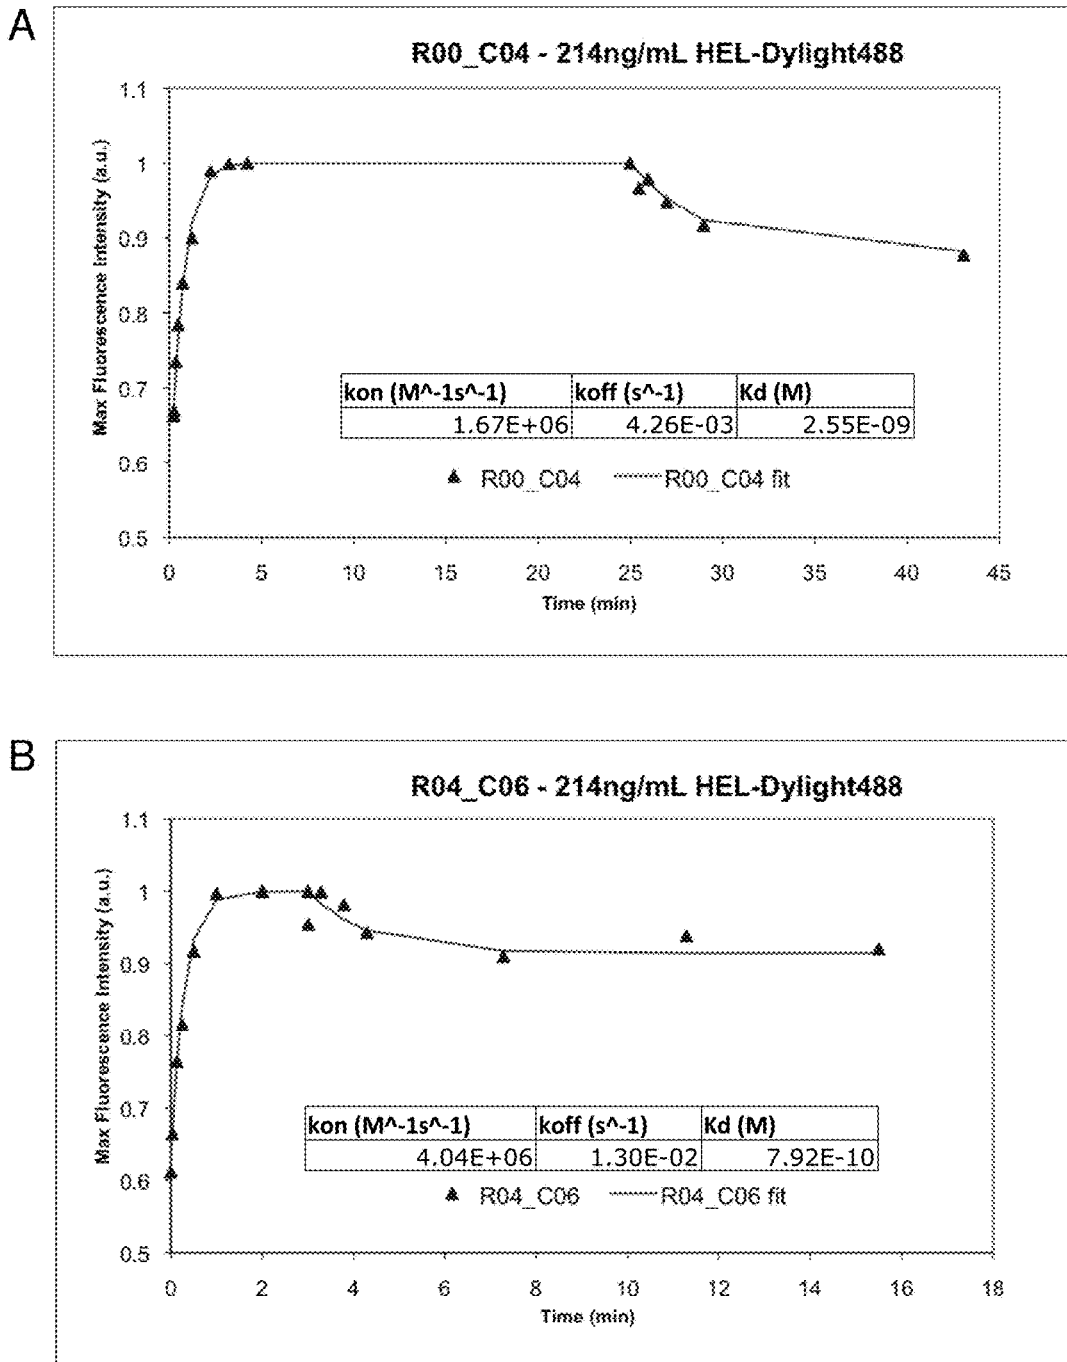 A
R00_C04 - 214ng/mL HEL-Dylight488
Max Fluorescence Intensity (a.u.)
1.1
1
0.9
0.8
0.7
0.6
0.5
kon (M^-1s^-1) koff (s^-1) Kd (M)
1.67E+06 4.26E-03 2.55E-09
R00_C04 R00_C04 fit
0 5 10 15 20 25 30 35 40 45
Time (min)
B
R04_C06 - 214ng/mL HEL-Dylight488
Max Fluorescence Intensity (a.u.)
1.1
1
0.9
0.8
0.7
0.6
0.5
kon (M^-1s^-1) koff (s^-1) Kd (M)
4.04E+06 1.30E-02 7.92E-10
R04_C06 R04_C06 fit
0 2 4 6 8 10 12 14 16 18
Time (min)